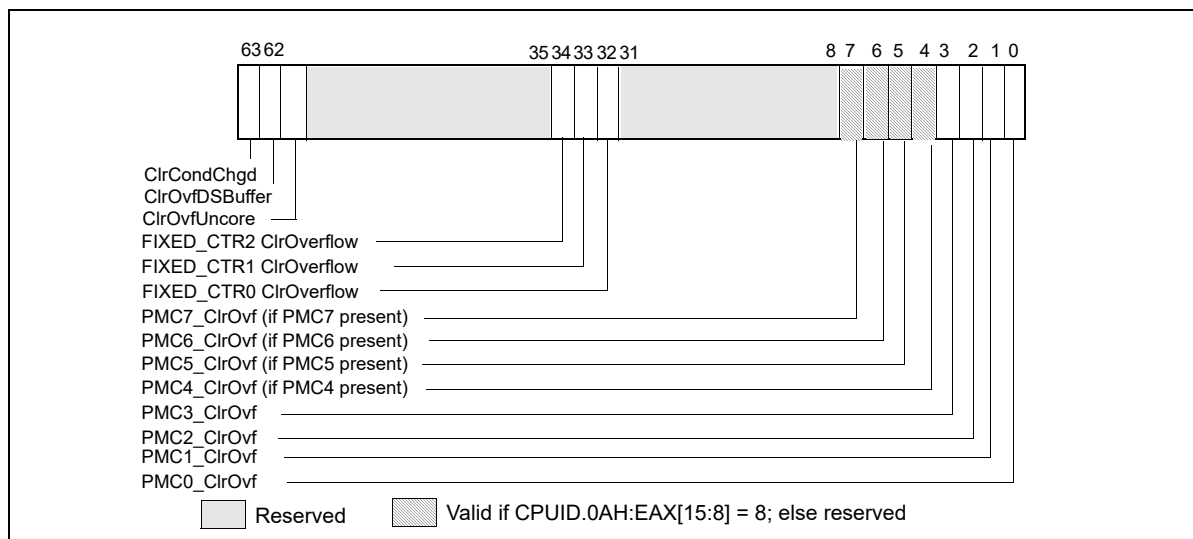 63 62 35 34 33 32 31 8 7 6 5 4 3 2 1 0
ClrCondChgd
ClrOvfDSBuffer
ClrOvfUncore
FIXED_CTR2 ClrOverflow
FIXED_CTR1 ClrOverflow
FIXED_CTR0 ClrOverflow
PMC7_ClrOvf (if PMC7 present)
PMC6_ClrOvf (if PMC6 present)
PMC5_ClrOvf (if PMC5 present)
PMC4_ClrOvf (if PMC4 present)
PMC3_ClrOvf
PMC2_ClrOvf
PMC1_ClrOvf
PMC0_ClrOvf
Reserved Valid if CPUID.0AH:EAX[15:8] = 8; else reserved